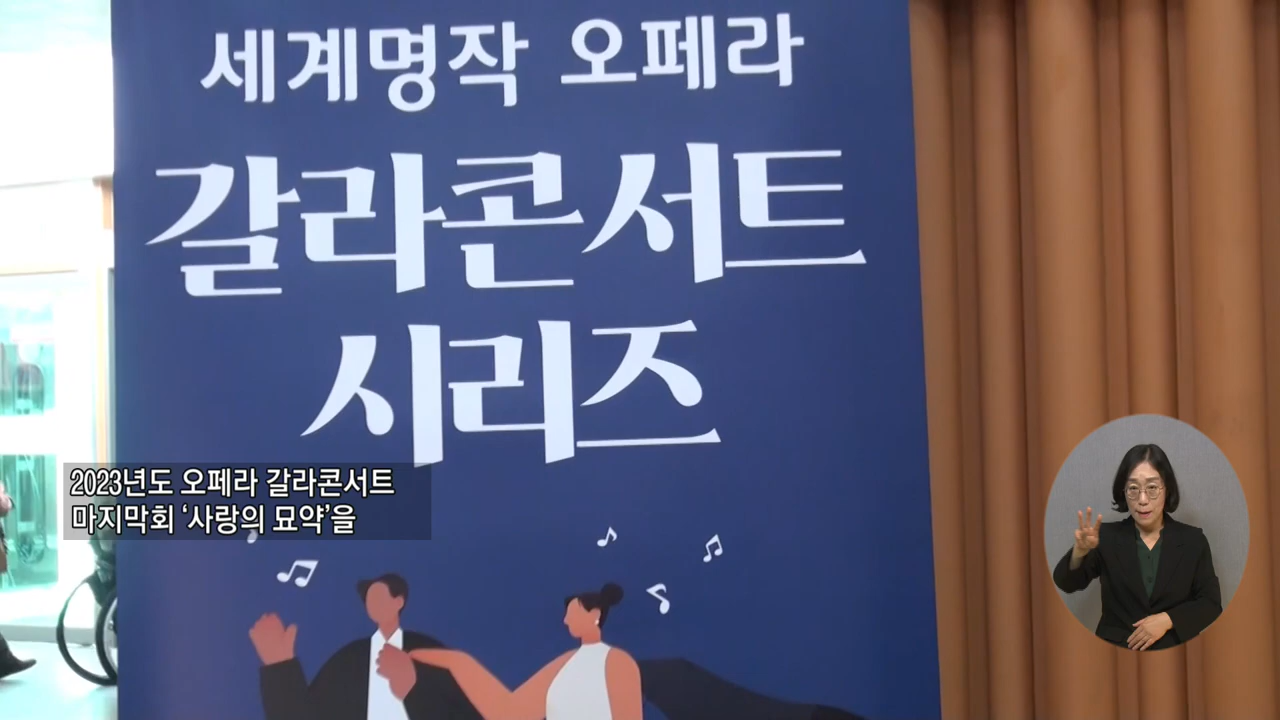 세계명작 오페라
갈라콘서트
시리즈
2023년도 오페라 갈라콘서트
마지막회 ‘사랑의 묘약’을